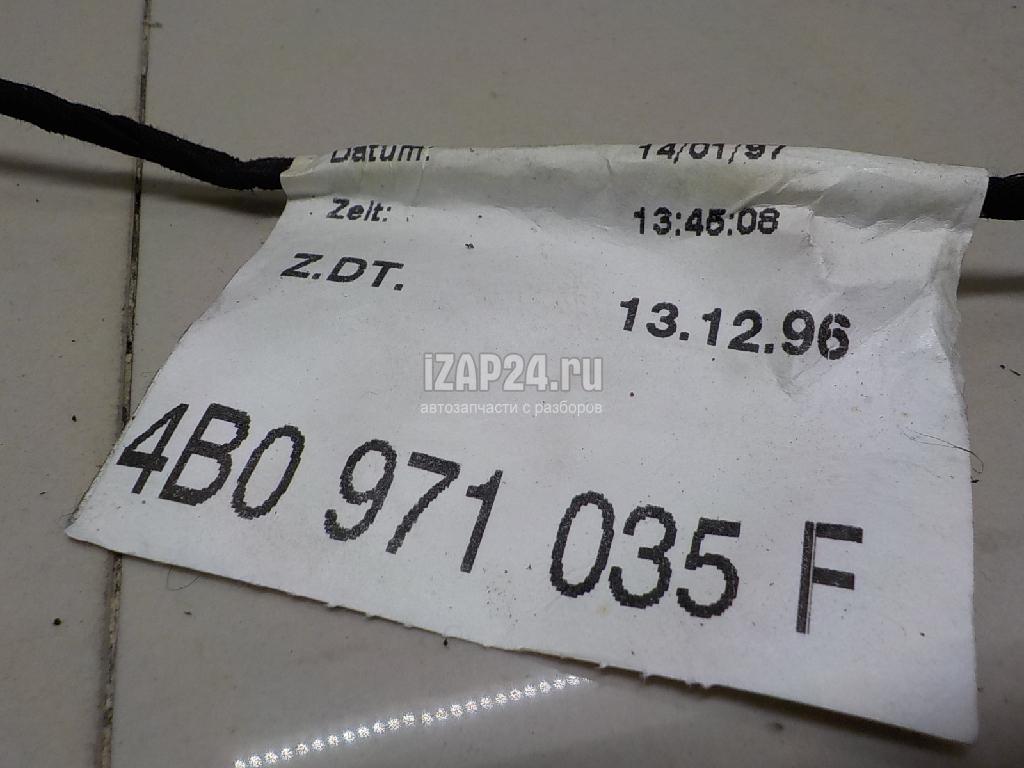 Datum: 14/01/97
Zeit: 13:45:08
Z.DT. 13.12.96
iZAP24.ru
автозапчасти с разборов
4B0 971 035 F